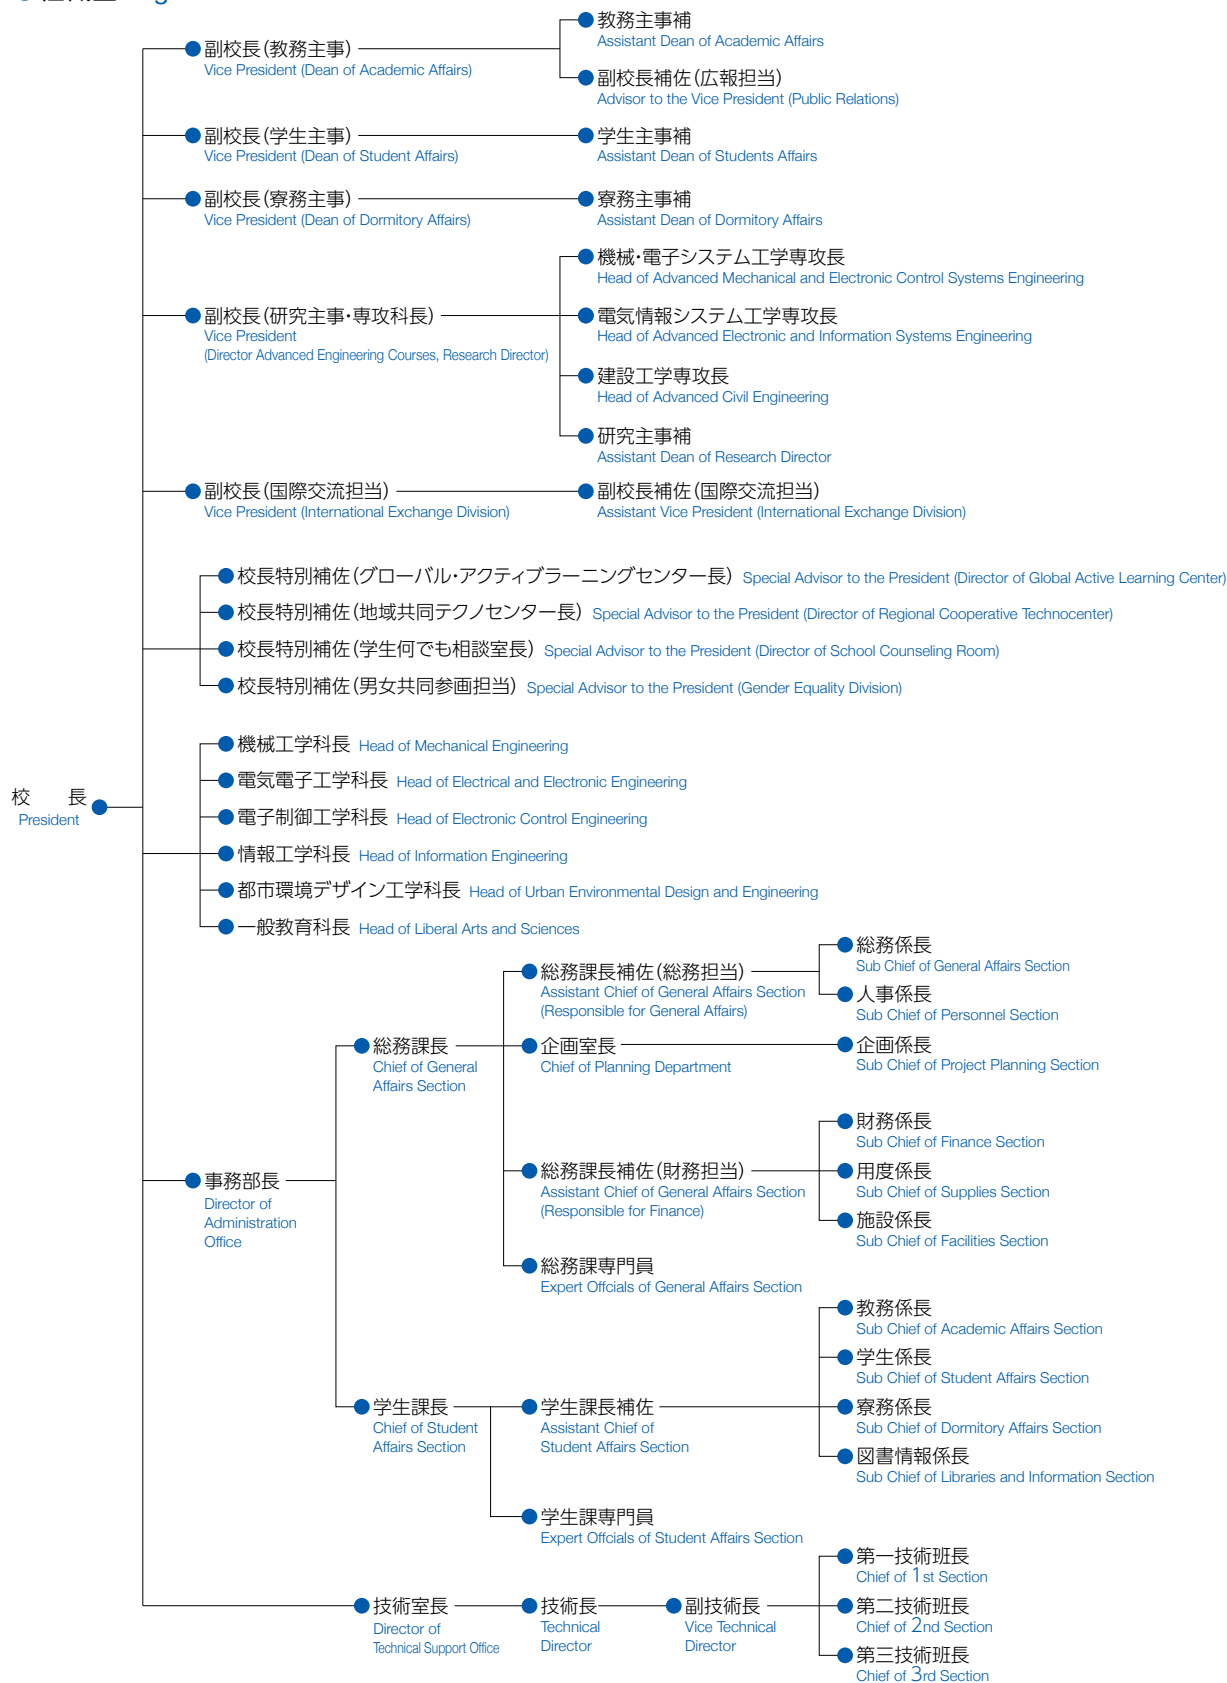 教務主事補
Assistant Dean of Academic Affairs
副校長(教務主事)
Vice President (Dean of Academic Affairs)
副校長補佐(広報担当)
Advisor to the Vice President (Public Relations)
副校長(学生主事)
Vice President (Dean of Student Affairs)
学生主事補
Assistant Dean of Students Affairs
副校長(寮務主事)
Vice President (Dean of Dormitory Affairs)
寮務主事補
Assistant Dean of Dormitory Affairs
機械・電子システム工学専攻長
Head of Advanced Mechanical and Electronic Control Systems Engineering
副校長(研究主事・専攻科長)
Vice President
(Director Advanced Engineering Courses, Research Director)
電気情報システム工学専攻長
Head of Advanced Electronic and Information Systems Engineering
建設工学専攻長
Head of Advanced Civil Engineering
研究主事補
Assistant Dean of Research Director
副校長(国際交流担当)
Vice President (International Exchange Division)
副校長補佐(国際交流担当)
Assistant Vice President (International Exchange Division)
校長特別補佐(グローバル・アクティブラーニングセンター長) Special Advisor to the President (Director of Global Active Learning Center)
校長特別補佐(地域共同テクノセンター長) Special Advisor to the President (Director of Regional Cooperative Technocenter)
校長特別補佐(学生何でも相談室長) Special Advisor to the President (Director of School Counseling Room)
校長特別補佐(男女共同参画担当) Special Advisor to the President (Gender Equality Division)
機械工学科長 Head of Mechanical Engineering
電気電子工学科長 Head of Electrical and Electronic Engineering
校 長
President
電子制御工学科長 Head of Electronic Control Engineering
情報工学科長 Head of Information Engineering
都市環境デザイン工学科長 Head of Urban Environmental Design and Engineering
一般教育科長 Head of Liberal Arts and Sciences
総務課長補佐(総務担当)
Assistant Chief of General Affairs Section
(Responsible for General Affairs)
総務係長
Sub Chief of General Affairs Section
人事係長
Sub Chief of Personnel Section
総務課長
Chief of General
Affairs Section
企画室長
Chief of Planning Department
企画係長
Sub Chief of Project Planning Section
財務係長
Sub Chief of Finance Section
事務部長
Director of
Administration
Office
総務課長補佐(財務担当)
Assistant Chief of General Affairs Section
(Responsible for Finance)
用度係長
Sub Chief of Supplies Section
施設係長
Sub Chief of Facilities Section
総務課専門員
Expert Offcials of General Affairs Section
教務係長
Sub Chief of Academic Affairs Section
学生係長
Sub Chief of Student Affairs Section
学生課長
Chief of Student
Affairs Section
学生課長補佐
Assistant Chief of
Student Affairs Section
寮務係長
Sub Chief of Dormitory Affairs Section
図書情報係長
Sub Chief of Libraries and Information Section
学生課専門員
Expert Offcials of Student Affairs Section
第一技術班長
Chief of 1st Section
技術室長
Director of
Technical Support Office
技術長
Technical
Director
副技術長
Vice Technical
Director
第二技術班長
Chief of 2nd Section
第三技術班長
Chief of 3rd Section